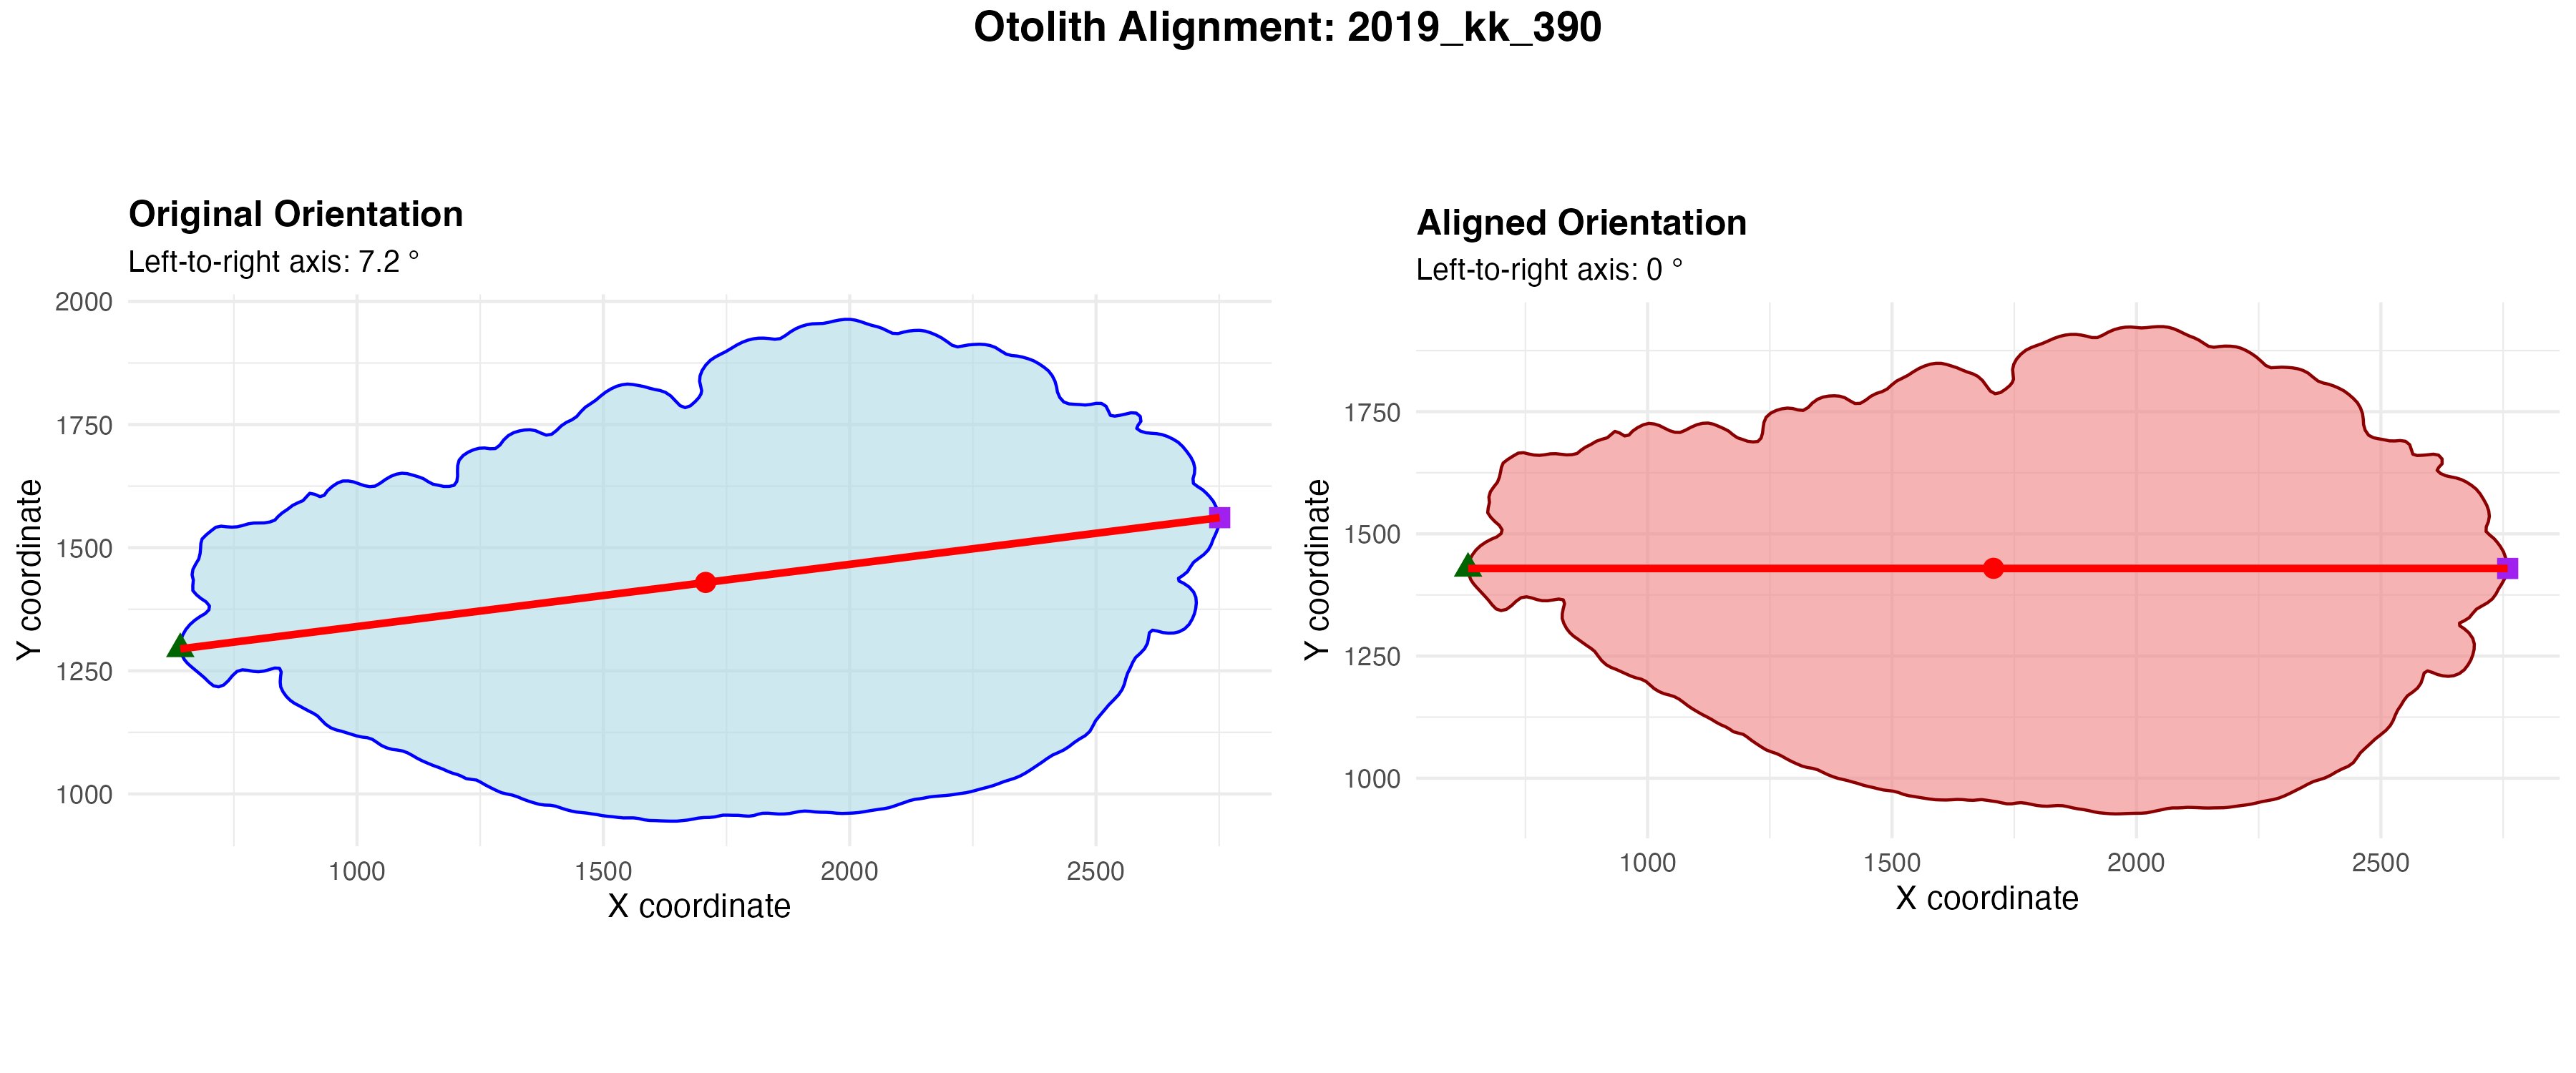 Otolith Alignment: 2019_kk_390
Original Orientation
Left-to-right axis: 7.2 °
2000
1750
1500
1250
1000
Y coordinate
1000 1500 2000 2500
X coordinate
Aligned Orientation
Left-to-right axis: 0 °
1750
1500
1250
1000
Y coordinate
1000 1500 2000 2500
X coordinate